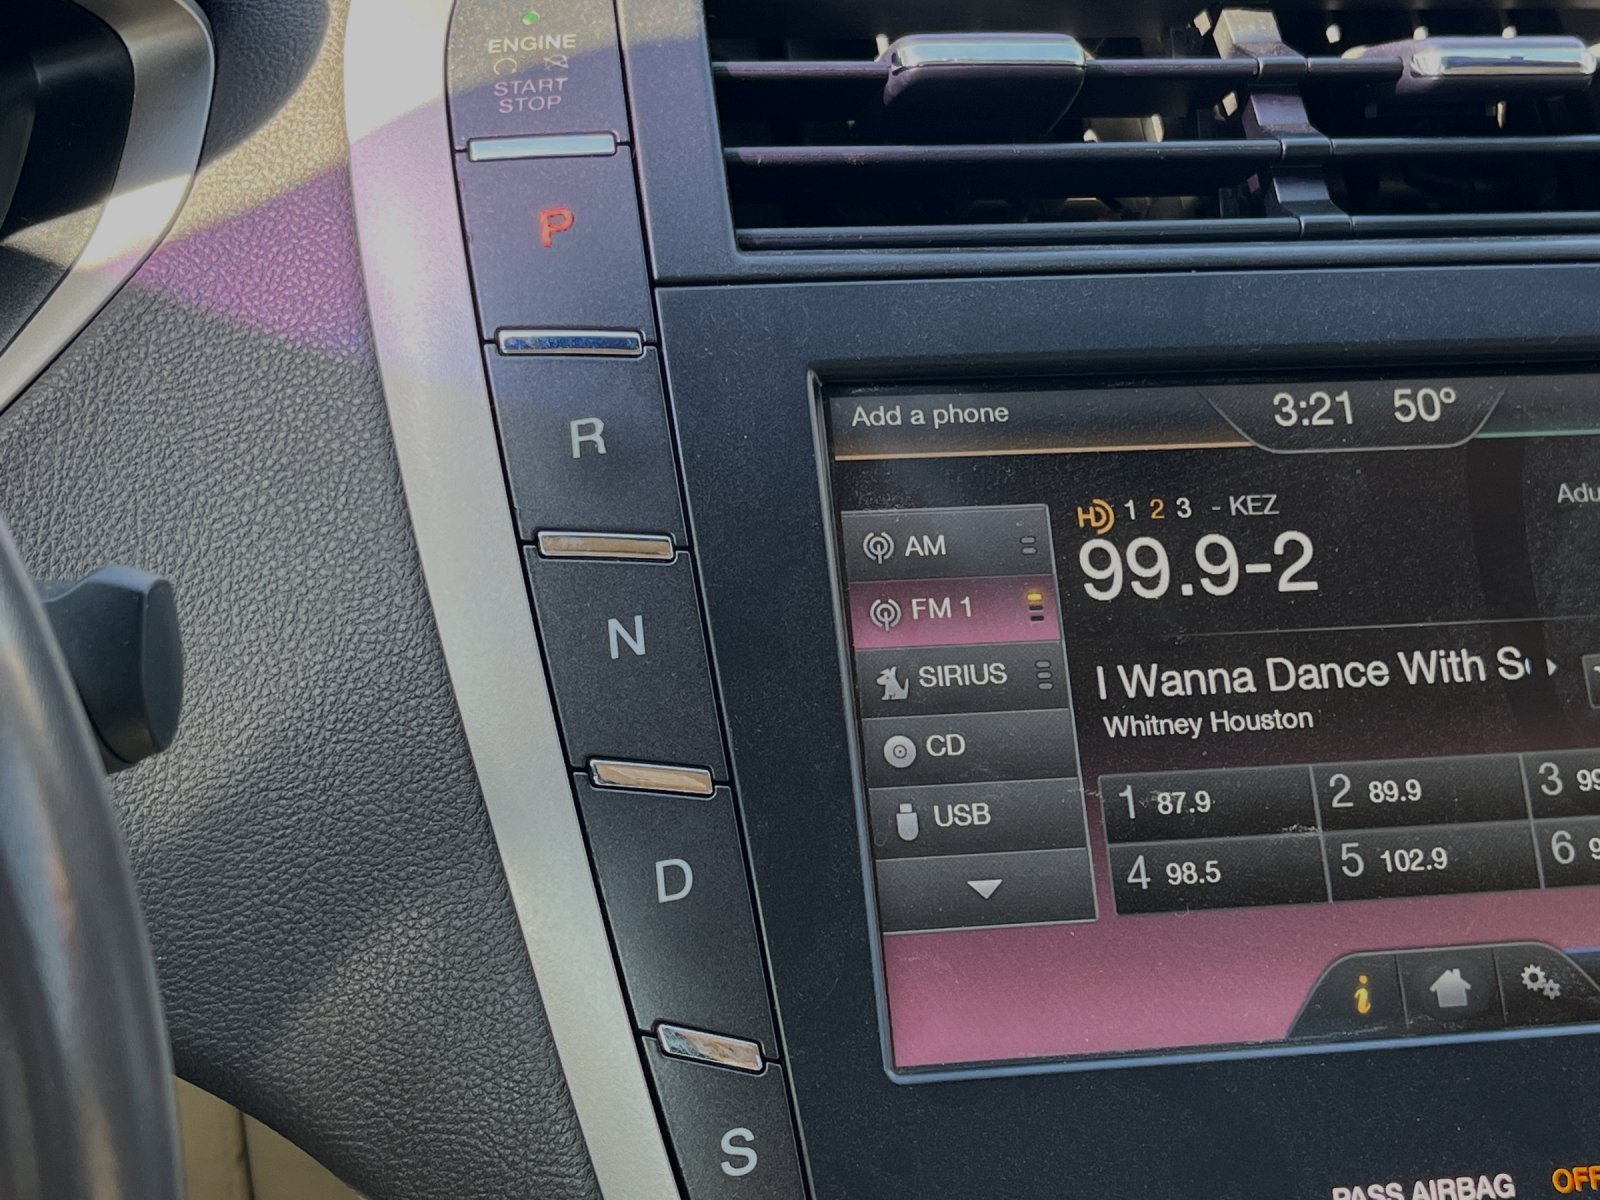 ENGINE
START
STOP
P
R
N
D
S
Add a phone
3:21 50°
AM
FM 1
SIRIUS
CD
USB
HD 1 2 3 - KEZ
99.9-2
I Wanna Dance With
Whitney Houston
1 87.9
2 89.9
3
4 98.5
5 102.9
6
i
PASS AIRBAG
OFF